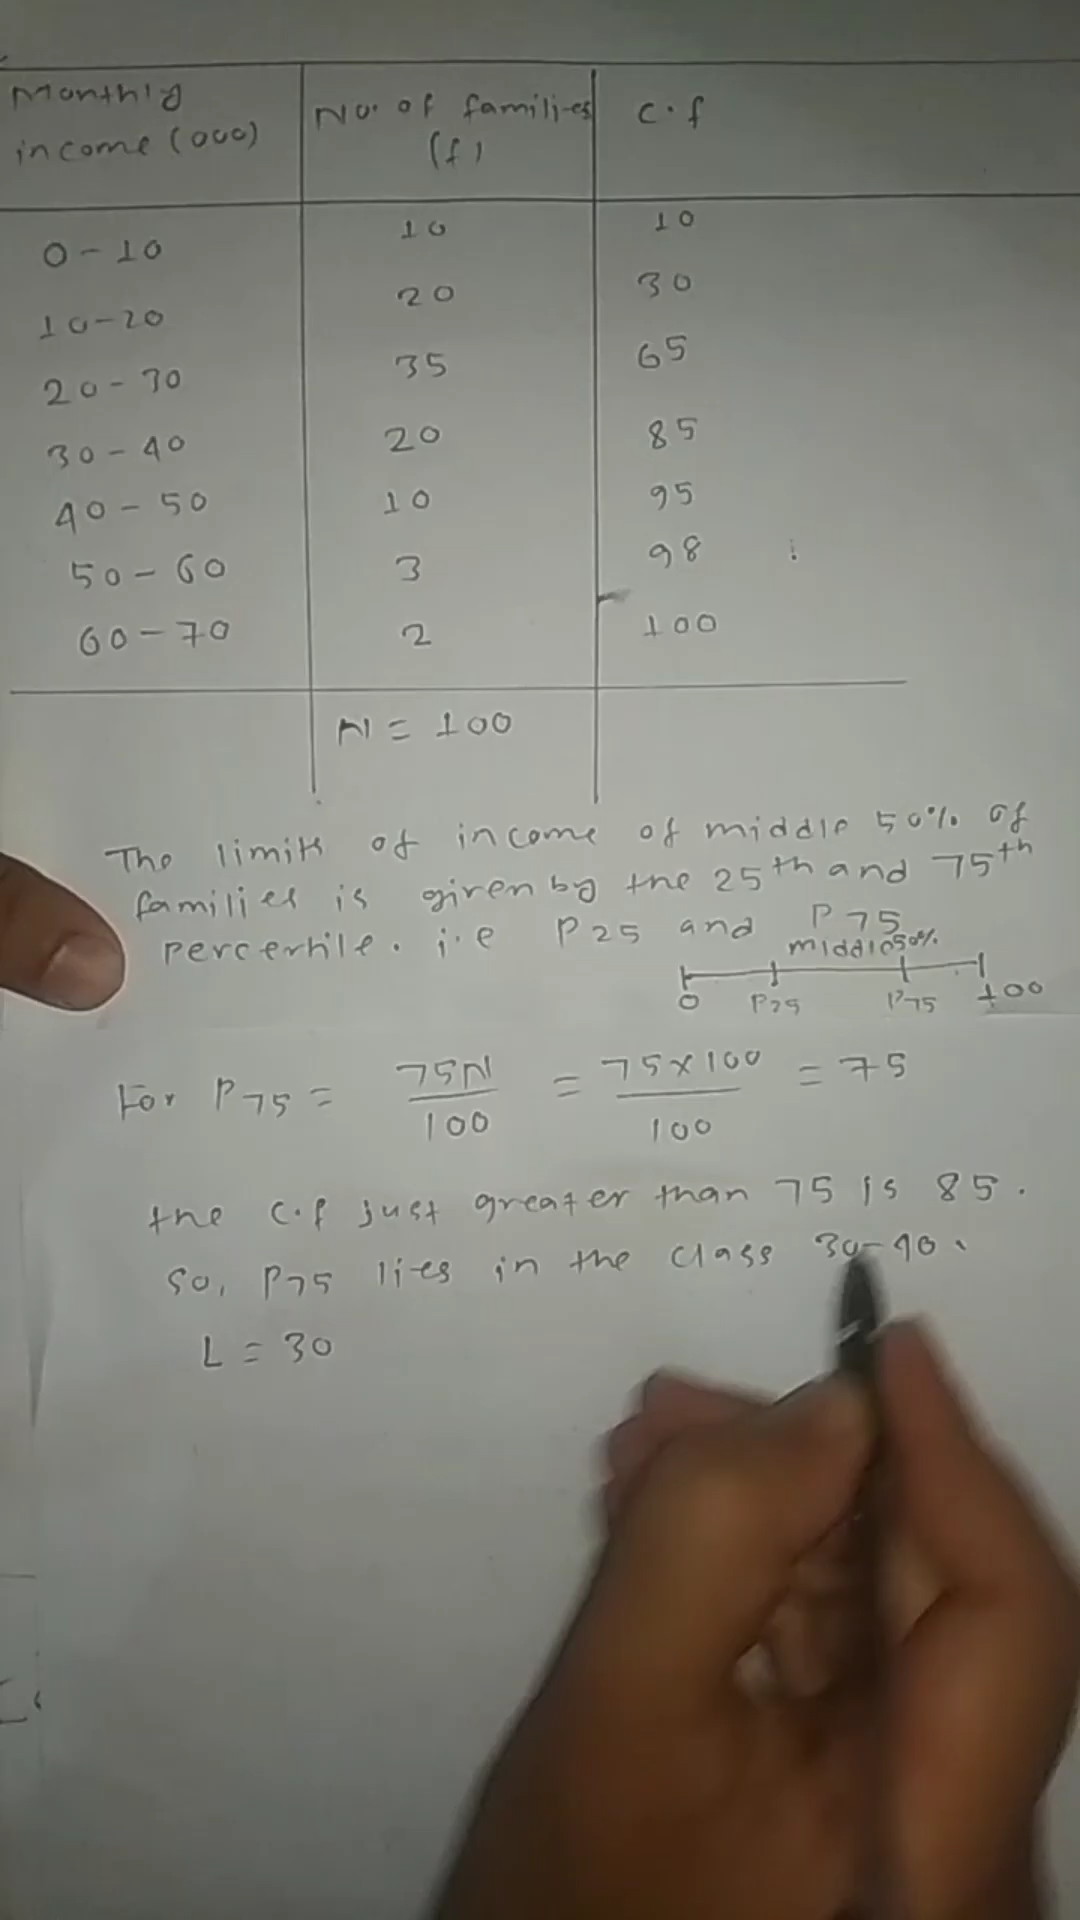 Monthly income (000) No. of families (f) c.f
0-10 10 10
10-20 20 30
20-30 35 65
30-40 20 85
40-50 10 95
50-60 3 98
60-70 2 100
N = 100
The limits of income of middle 50% of
families is given by the 25th and 75th
percentile. i.e P25 and P75
middle 50%
0 P25 P75 100
For P75 = 75N/100 = 75×100/100 = 75
the c.f just greater than 75 is 85.
So, P75 lies in the class 30-40.
L = 30